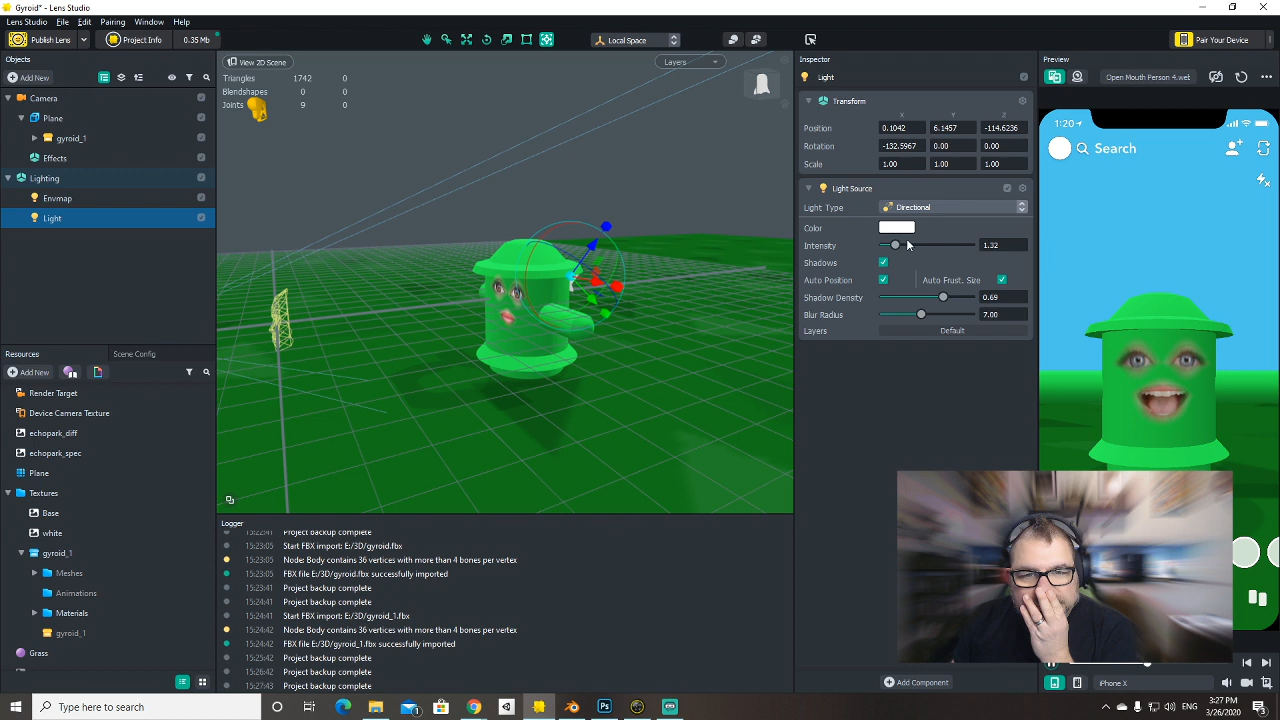 Gyroid* - Lens Studio
Lens Studio File Edit Pairing Window Help
Publish Lens Project Info 0.35 Mb Local Space Pair Your Device
Objects
Add New
Camera
Plane
gyroid_1
Effects
Lighting
Envmap
Light
Resources Scene Config
Add New
Render Target
Device Camera Texture
echopark_diff
echopark_spec
Plane
Textures
Base
white
gyroid_1
Meshes
Animations
Materials
gyroid_1
Grass
View 2D Scene Layers
Triangles 1742 0
Blendshapes 0 0
Joints 9 0
Logger
15:22:41 Project backup complete
15:23:05 Start FBX import: E:/3D/gyroid.fbx
15:23:05 Node: Body contains 36 vertices with more than 4 bones per vertex
15:23:05 FBX file E:/3D/gyroid.fbx successfully imported
15:23:41 Project backup complete
15:24:41 Project backup complete
15:24:41 Start FBX import: E:/3D/gyroid_1.fbx
15:24:42 Node: Body contains 36 vertices with more than 4 bones per vertex
15:24:42 FBX file E:/3D/gyroid_1.fbx successfully imported
15:25:42 Project backup complete
15:26:42 Project backup complete
15:27:43 Project backup complete
Inspector
Light
Transform
X Y Z
Position 0.1042 6.1457 -114.6236
Rotation -132.5967 0.00 0.00
Scale 1.00 1.00 1.00
Light Source
Light Type Directional
Color
Intensity 1.32
Shadows
Auto Position Auto Frust. Size
Shadow Density 0.69
Blur Radius 7.00
Layers Default
Add Component
Preview
Open Mouth Person 4.web
1:20
Search
iPhone X
Type here to search
1
3:27 PM
3/26/2020